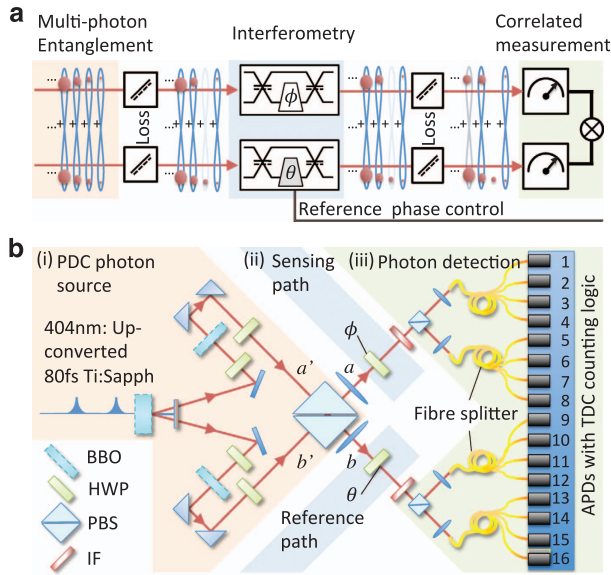 a
Multi-photon
Entanglement
Interferometry
Correlated
measurement
... + + + +
Loss
... + + + +
ϕ
θ
... + + + +
Loss
... + + +
Reference phase control
b
(i) PDC photon
source
(ii) Sensing
path
(iii) Photon detection
404nm: Up-
converted
80fs Ti:Sapph
BBO
HWP
PBS
IF
a’
a
ϕ
b’
b
θ
Reference
path
Fibre splitter
1
2
3
4
5
6
7
8
9
10
11
12
13
14
15
16
APDs with TDC counting logic